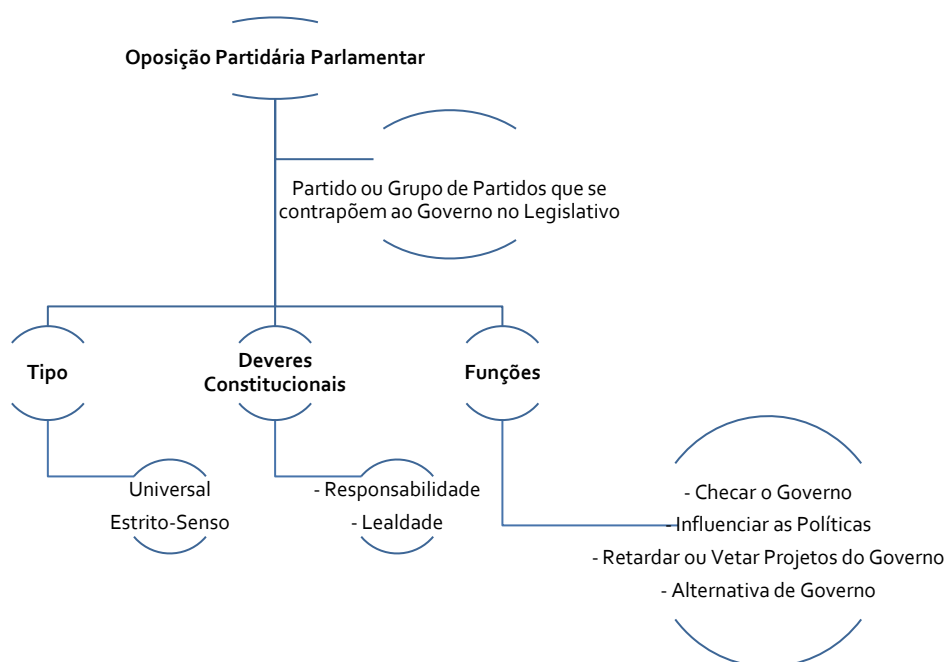 Oposição Partidária Parlamentar
Partido ou Grupo de Partidos que se
contrapõem ao Governo no Legislativo
Tipo
Deveres
Constitucionais
Funções
Universal
Estrito-Senso
- Responsabilidade
- Lealdade
- Checar o Governo
- Influenciar as Políticas
- Retardar ou Vetar Projetos do Governo
- Alternativa de Governo